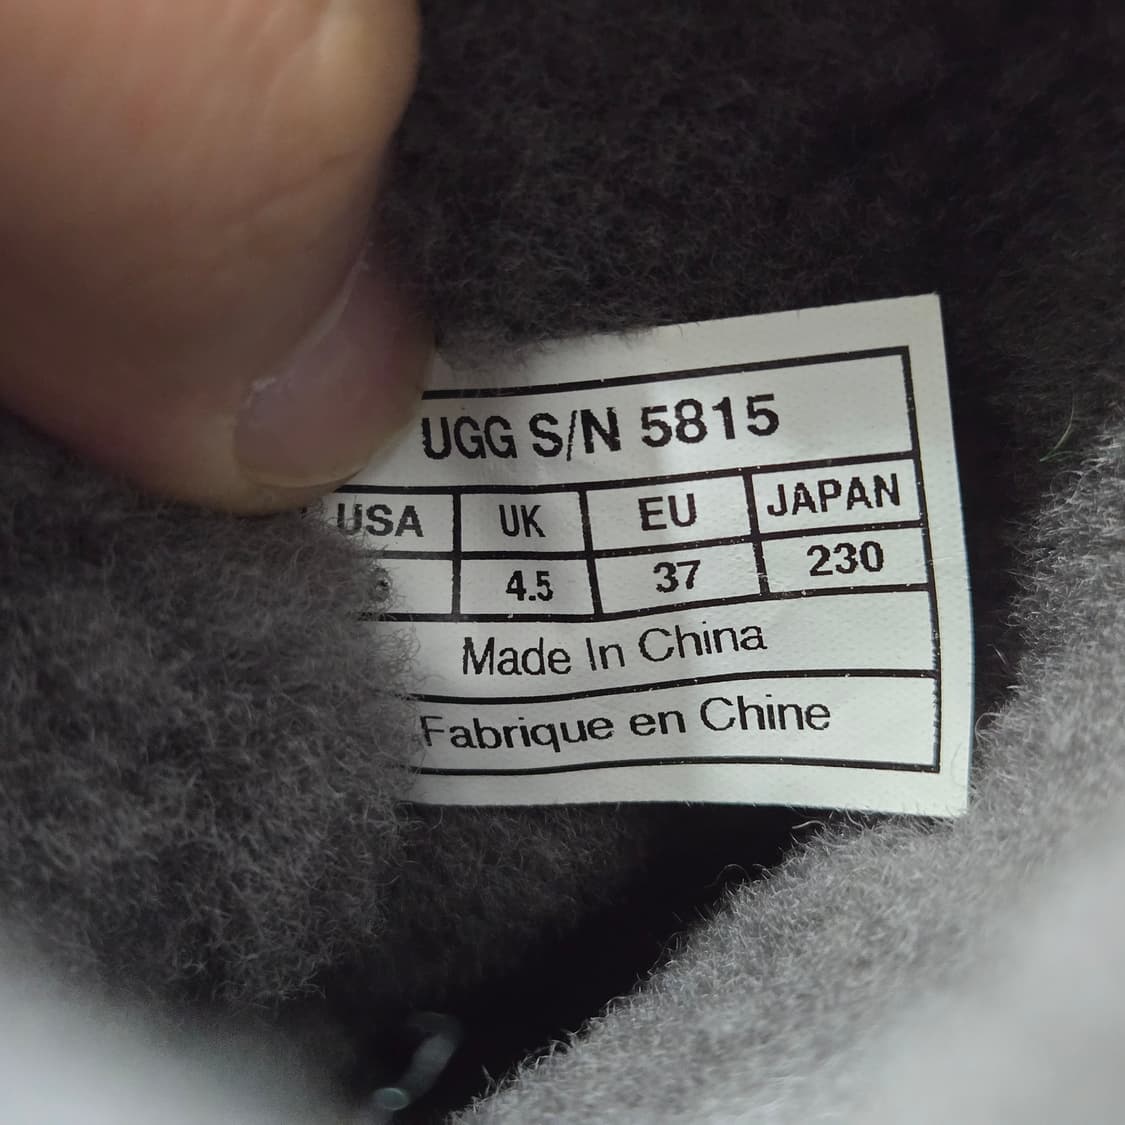 UGG S/N 5815
USA UK EU JAPAN
4.5 37 230
Made In China
Fabrique en Chine